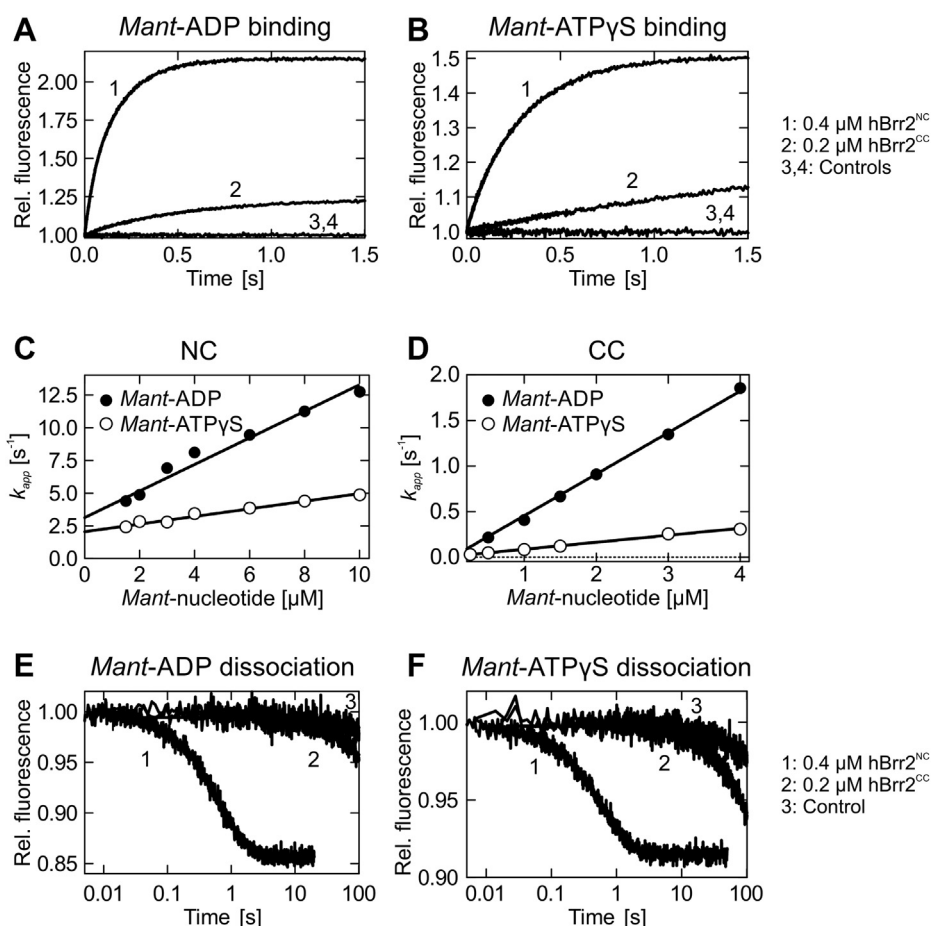 A
Mant-ADP binding
Rel. fluorescence
2.00
1.75
1.50
1.25
1.00
1
2
3,4
0.0 0.5 1.0 1.5
Time [s]
B
Mant-ATPγS binding
Rel. fluorescence
1.5
1.4
1.3
1.2
1.1
1.0
1
2
3,4
0.0 0.5 1.0 1.5
Time [s]
1: 0.4 µM hBrr2NC
2: 0.2 µM hBrr2CC
3,4: Controls
C
NC
Mant-ADP
Mant-ATPγS
kapp [s-1]
12.5
10.0
7.5
5.0
2.5
0.0
0 2 4 6 8 10
Mant-nucleotide [µM]
D
CC
Mant-ADP
Mant-ATPγS
kapp [s-1]
2.0
1.5
1.0
0.5
0.0
1 2 3 4
Mant-nucleotide [µM]
E
Mant-ADP dissociation
Rel. fluorescence
1.00
0.95
0.90
0.85
1
2
3
0.01 0.1 1 10 100
Time [s]
F
Mant-ATPγS dissociation
Rel. fluorescence
1.00
0.95
0.90
1
2
3
0.01 0.1 1 10 100
Time [s]
1: 0.4 µM hBrr2NC
2: 0.2 µM hBrr2CC
3: Control